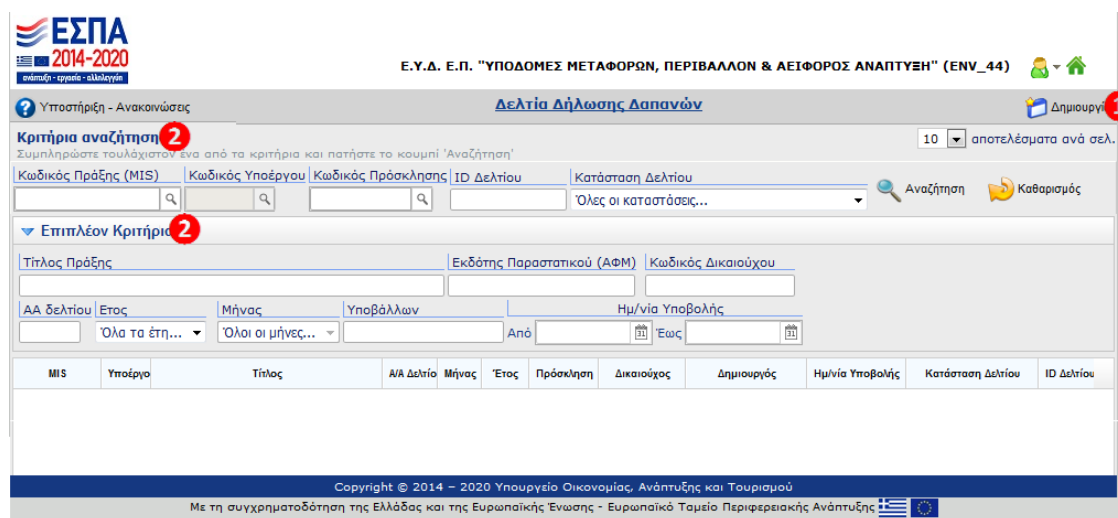 ΕΣΠΑ
2014-2020
ανάπτυξη - εργασία - αλληλεγγύη
Ε.Υ.Δ. Ε.Π. "ΥΠΟΔΟΜΕΣ ΜΕΤΑΦΟΡΩΝ, ΠΕΡΙΒΑΛΛΟΝ & ΑΕΙΦΟΡΟΣ ΑΝΑΠΤΥΞΗ" (ENV_44)
Υποστήριξη - Ανακοινώσεις Δελτία Δήλωσης Δαπανών Δημιουργί 1
Κριτήρια αναζήτηση 2 10 αποτελέσματα ανά σελ.
Συμπληρώστε τουλάχιστον ένα από τα κριτήρια και πατήστε το κουμπί 'Αναζήτηση'
Κωδικός Πράξης (MIS) Κωδικός Υποέργου Κωδικός Πρόσκλησης ID Δελτίου Κατάσταση Δελτίου
Όλες οι καταστάσεις... Αναζήτηση Καθαρισμός
Επιπλέον Κριτήρια 2
Τίτλος Πράξης Εκδότης Παραστατικού (ΑΦΜ) Κωδικός Δικαιούχου
ΑΑ δελτίου Ετος Μήνας Υποβάλλων Ημ/νία Υποβολής
Όλα τα έτη... Όλοι οι μήνες... Από 31 Έως 31
MIS Υποέργο Τίτλος Α/Α Δελτίο Μήνας Έτος Πρόσκληση Δικαιούχος Δημιουργός Ημ/νία Υποβολής Κατάσταση Δελτίου ID Δελτίου
Copyright © 2014 – 2020 Υπουργείο Οικονομίας, Ανάπτυξης και Τουρισμού
Με τη συγχρηματοδότηση της Ελλάδας και της Ευρωπαϊκής Ένωσης - Ευρωπαϊκό Ταμείο Περιφερειακής Ανάπτυξης